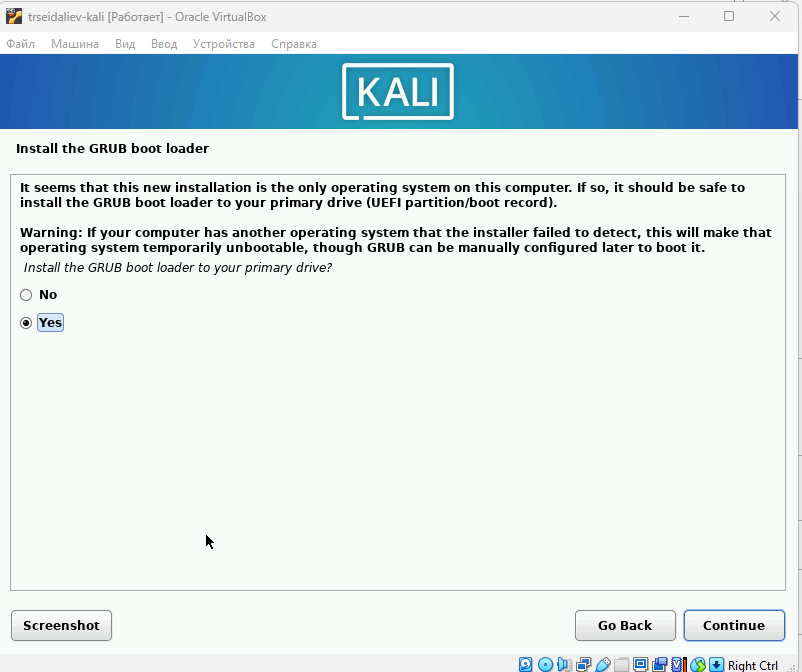 trseidaliev-kali [Работает] - Oracle VirtualBox
Файл Машина Вид Ввод Устройства Справка
KALI
Install the GRUB boot loader
It seems that this new installation is the only operating system on this computer. If so, it should be safe to
install the GRUB boot loader to your primary drive (UEFI partition/boot record).
Warning: If your computer has another operating system that the installer failed to detect, this will make that
operating system temporarily unbootable, though GRUB can be manually configured later to boot it.
Install the GRUB boot loader to your primary drive?
No
Yes
Screenshot Go Back Continue
Right Ctrl